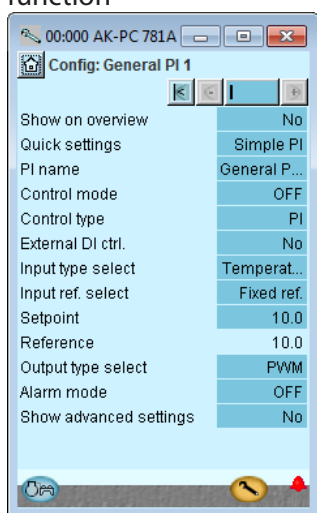 function
00:000 AK-PC 781A
Config: General PI 1
Show on overview No
Quick settings Simple PI
PI name General P...
Control mode OFF
Control type PI
External DI ctrl. No
Input type select Temperat...
Input ref. select Fixed ref.
Setpoint 10.0
Reference 10.0
Output type select PWM
Alarm mode OFF
Show advanced settings No